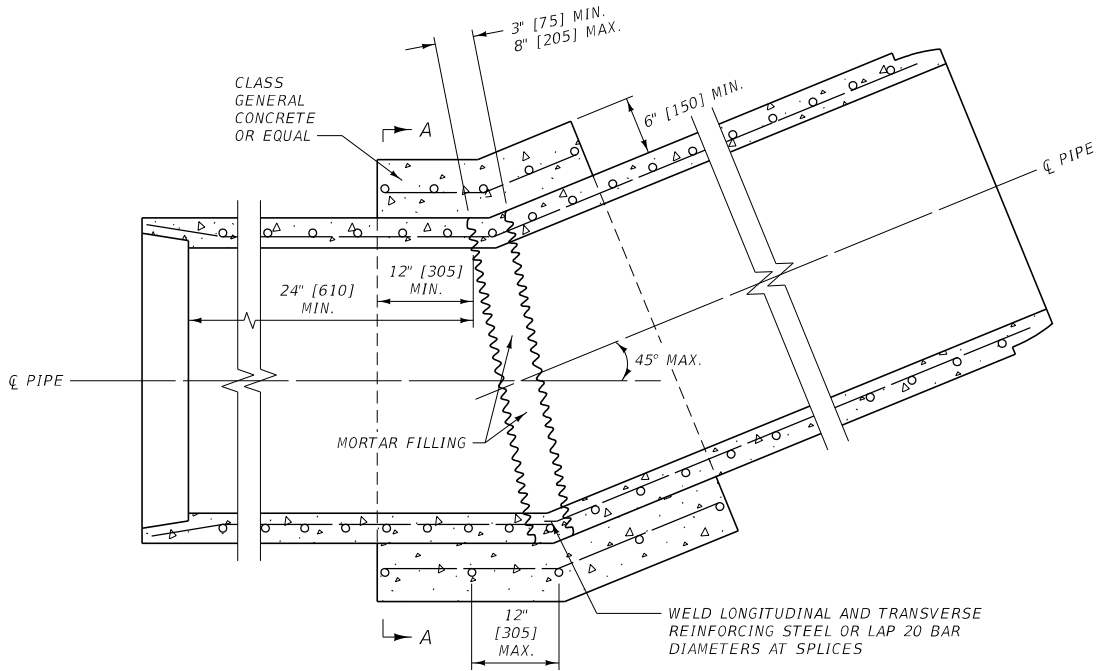 3" [75] MIN.
8" [205] MAX.
CLASS
GENERAL
CONCRETE
OR EQUAL
A
6" [150] MIN.
℄ PIPE
12" [305]
MIN.
24" [610]
MIN.
45° MAX.
℄ PIPE
MORTAR FILLING
A
12"
[305]
MAX.
WELD LONGITUDINAL AND TRANSVERSE
REINFORCING STEEL OR LAP 20 BAR
DIAMETERS AT SPLICES